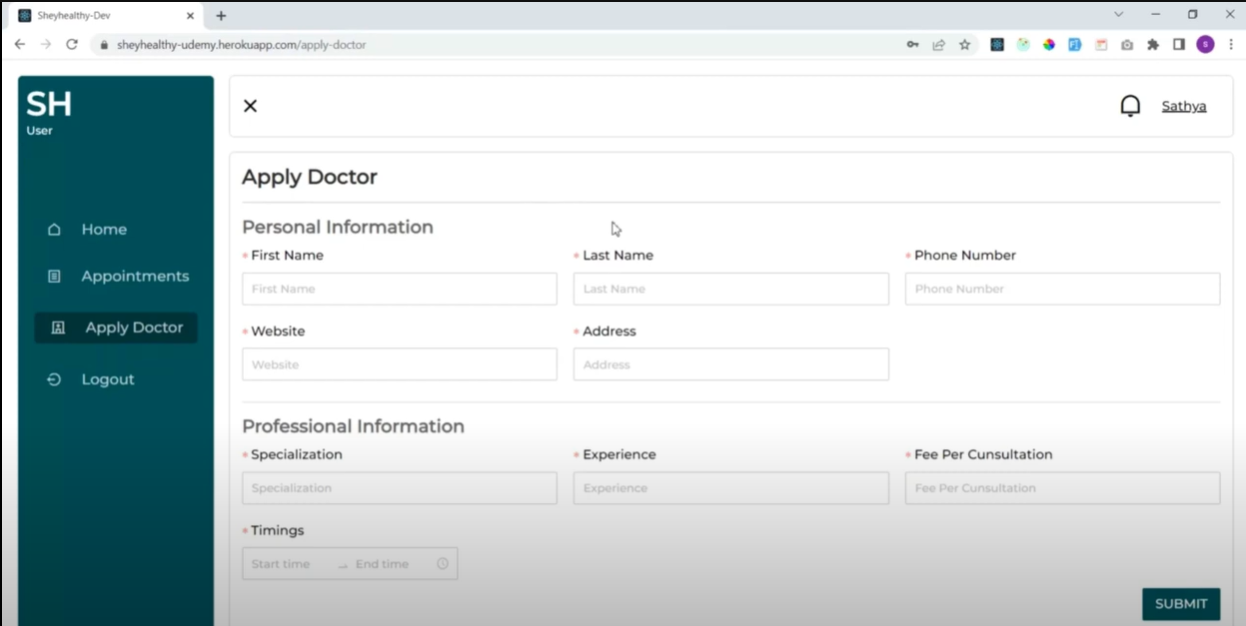 Sheyhealthy-Dev
sheyhealthy-udemy.herokuapp.com/apply-doctor
S
SH
User
Sathya
Home
Appointments
Apply Doctor
Logout
Apply Doctor
Personal Information
* First Name * Last Name * Phone Number
First Name Last Name Phone Number
* Website * Address
Website Address
Professional Information
* Specialization * Experience * Fee Per Cunsultation
Specialization Experience Fee Per Cunsultation
* Timings
Start time → End time
SUBMIT